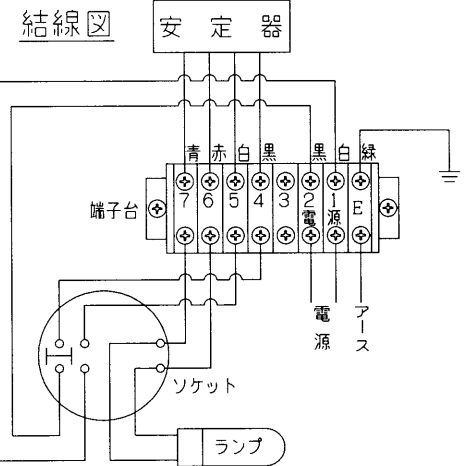 結線図
安定器
青 赤 白 黒 黒 白 緑
端子台
7 6 5 4 3 2 1 E
電源
電源
アース
ソケット
ランプ